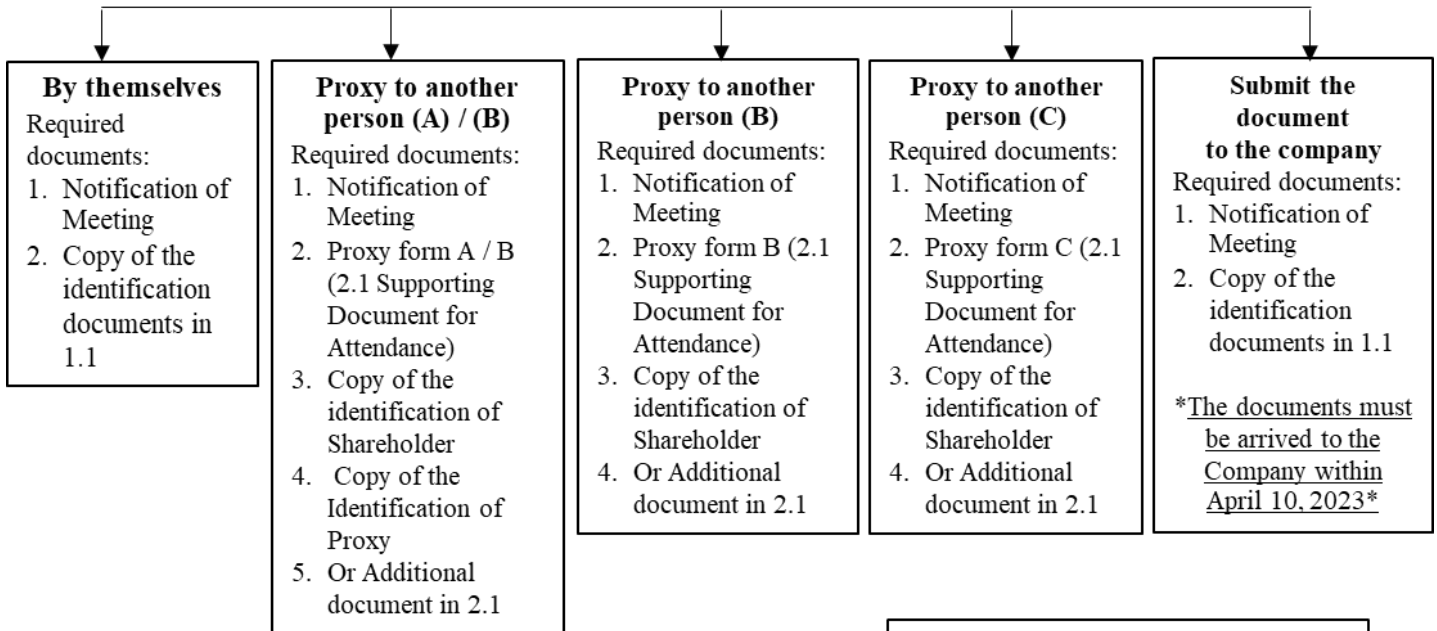 By themselves
Required
documents:
1. Notification of
Meeting
2. Copy of the
identification
documents in
1.1
Proxy to another
person (A) / (B)
Required documents:
1. Notification of
Meeting
2. Proxy form A / B
(2.1 Supporting
Document for
Attendance)
3. Copy of the
identification of
Shareholder
4. Copy of the
Identification of
Proxy
5. Or Additional
document in 2.1
Proxy to another
person (B)
Required documents:
1. Notification of
Meeting
2. Proxy form B (2.1
Supporting
Document for
Attendance)
3. Copy of the
identification of
Shareholder
4. Or Additional
document in 2.1
Proxy to another
person (C)
Required documents:
1. Notification of
Meeting
2. Proxy form C (2.1
Supporting
Document for
Attendance)
3. Copy of the
identification of
Shareholder
4. Or Additional
document in 2.1
Submit the
document
to the company
Required documents:
1. Notification of
Meeting
2. Copy of the
identification
documents in 1.1
*The documents must
be arrived to the
Company within
April 10, 2023*